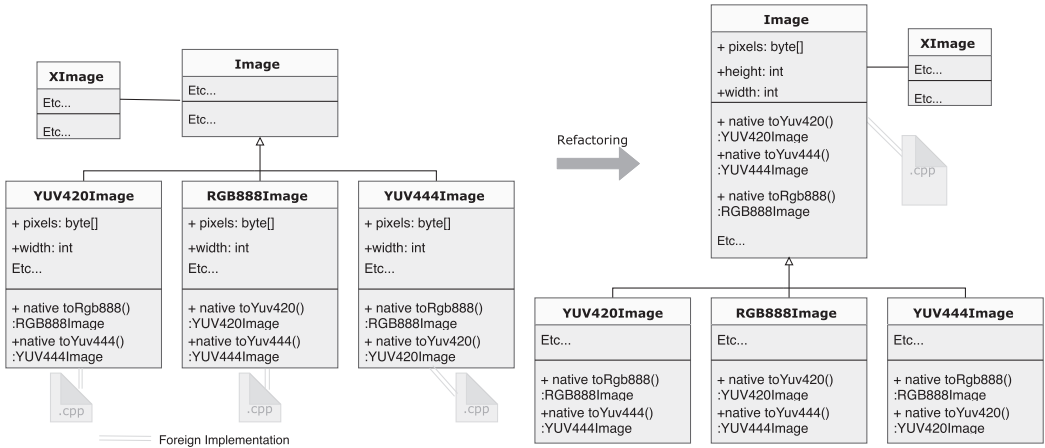 XImage
Etc...
Etc...
Image
Etc...
Etc...
YUV420Image
+ pixels: byte[]
+width: int
Etc...
+ native toRgb888()
:RGB888Image
+native toYuv444()
:YUV444Image
RGB888Image
+ pixels: byte[]
+width: int
Etc...
+ native toYuv420()
:YUV420Image
+native toYuv444()
:YUV444Image
YUV444Image
+ pixels: byte[]
+width: int
Etc...
+ native toRgb888()
:RGB888Image
+ native toYuv420()
:YUV420Image
.cpp
.cpp
.cpp
Foreign Implementation
Refactoring
Image
+ pixels: byte[]
+height: int
+width: int
+ native toYuv420()
:YUV420Image
+native toYuv444()
:YUV444Image
+ native toRgb888()
:RGB888Image
Etc...
XImage
Etc...
Etc...
.cpp
YUV420Image
Etc...
+ native toRgb888()
:RGB888Image
+native toYuv444()
:YUV444Image
RGB888Image
Etc...
+ native toYuv420()
:YUV420Image
+native toYuv444()
:YUV444Image
YUV444Image
Etc...
+ native toRgb888()
:RGB888Image
+ native toYuv420()
:YUV420Image